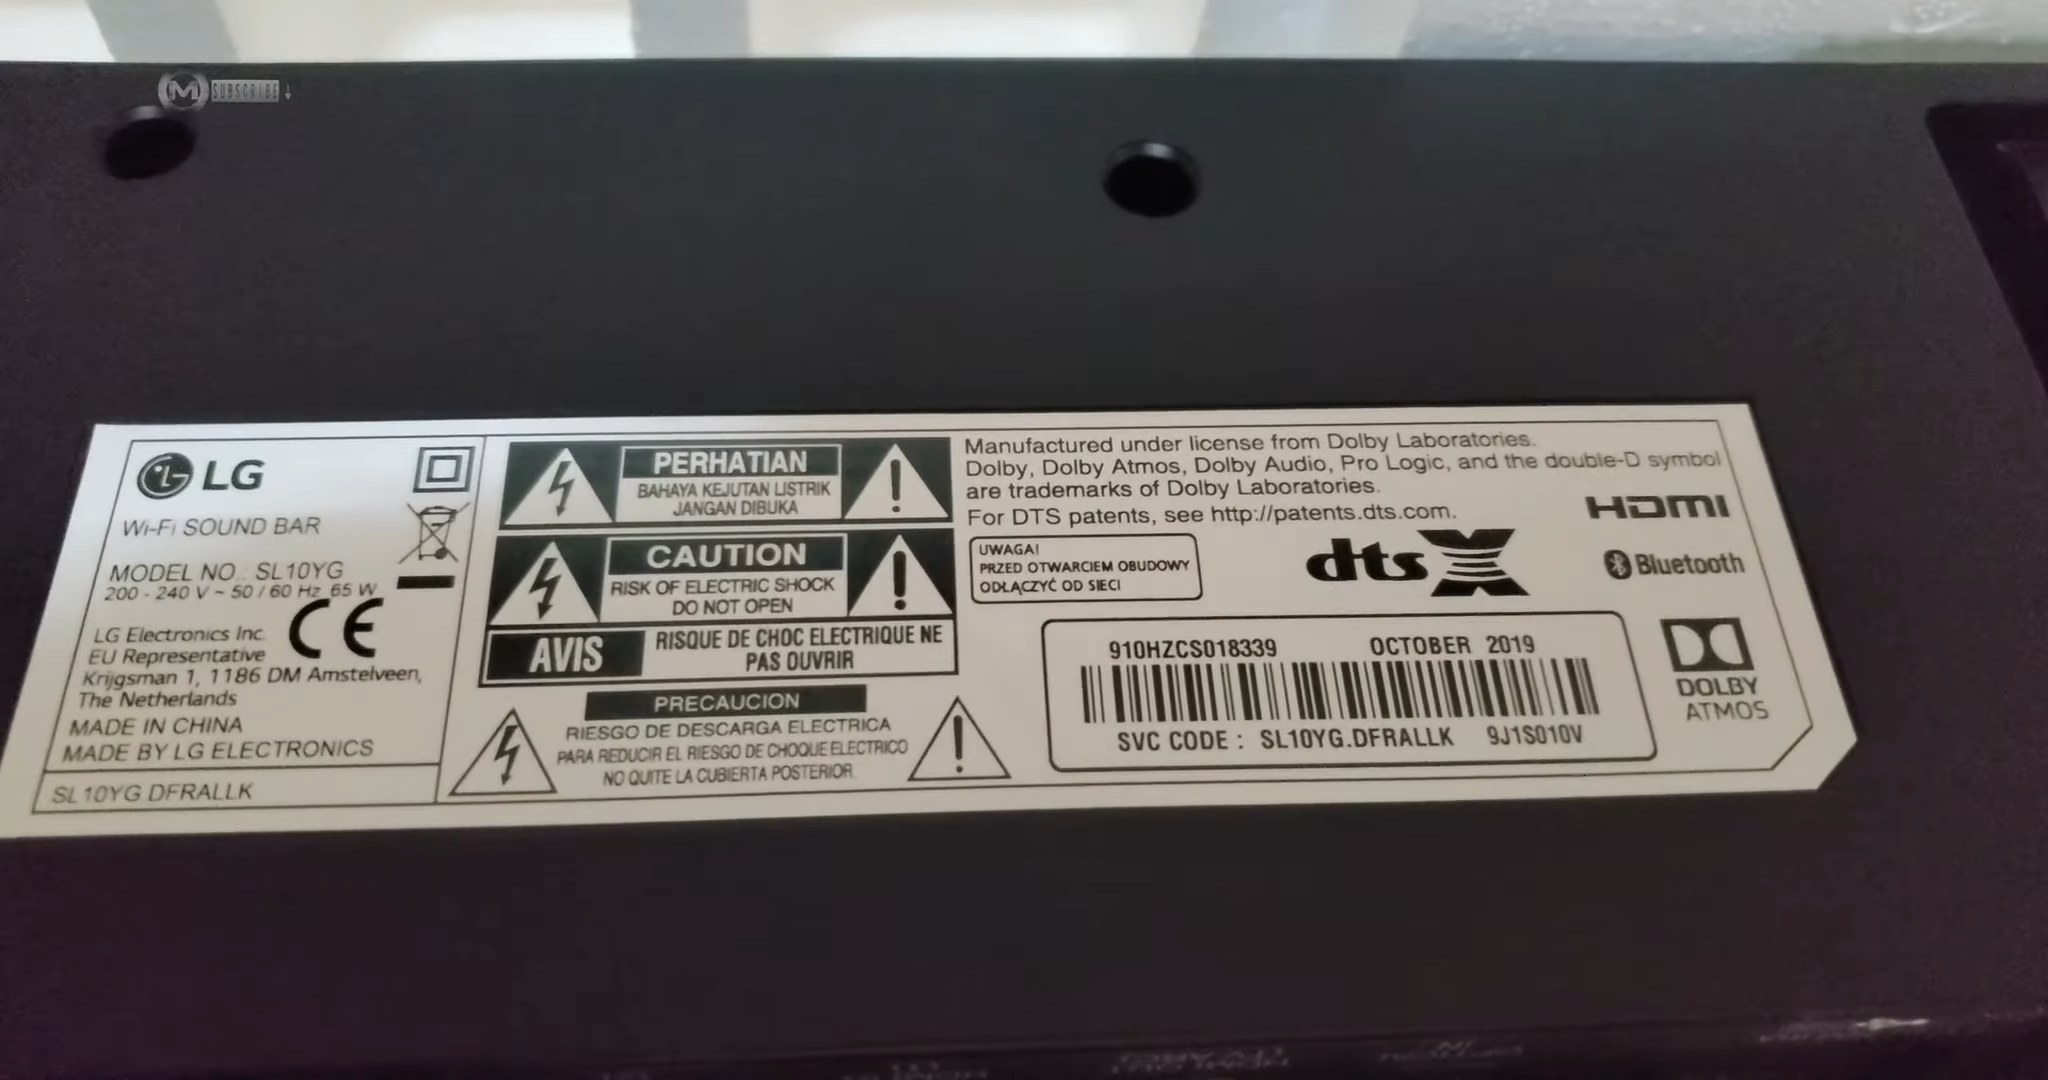 M SUBSCRIBE
LG
Wi-Fi SOUND BAR
MODEL NO. : SL10YG
200 - 240 V ~ 50 / 60 Hz 65 W
CE
LG Electronics Inc.
EU Representative
Krijgsman 1, 1186 DM Amstelveen,
The Netherlands
MADE IN CHINA
MADE BY LG ELECTRONICS
SL10YG DFRALLK
PERHATIAN
BAHAYA KEJUTAN LISTRIK
JANGAN DIBUKA
CAUTION
RISK OF ELECTRIC SHOCK
DO NOT OPEN
AVIS
RISQUE DE CHOC ELECTRIQUE NE
PAS OUVRIR
PRECAUCION
RIESGO DE DESCARGA ELECTRICA
PARA REDUCIR EL RIESGO DE CHOQUE ELECTRICO
NO QUITE LA CUBIERTA POSTERIOR.
Manufactured under license from Dolby Laboratories.
Dolby, Dolby Atmos, Dolby Audio, Pro Logic, and the double-D symbol
are trademarks of Dolby Laboratories.
For DTS patents, see http://patents.dts.com.
HDMI
UWAGA!
PRZED OTWARCIEM OBUDOWY
ODŁĄCZYĆ OD SIECI
dts X
Bluetooth
910HZCS018339 OCTOBER 2019
SVC CODE : SL10YG.DFRALLK 9J1S010V
DOLBY
ATMOS